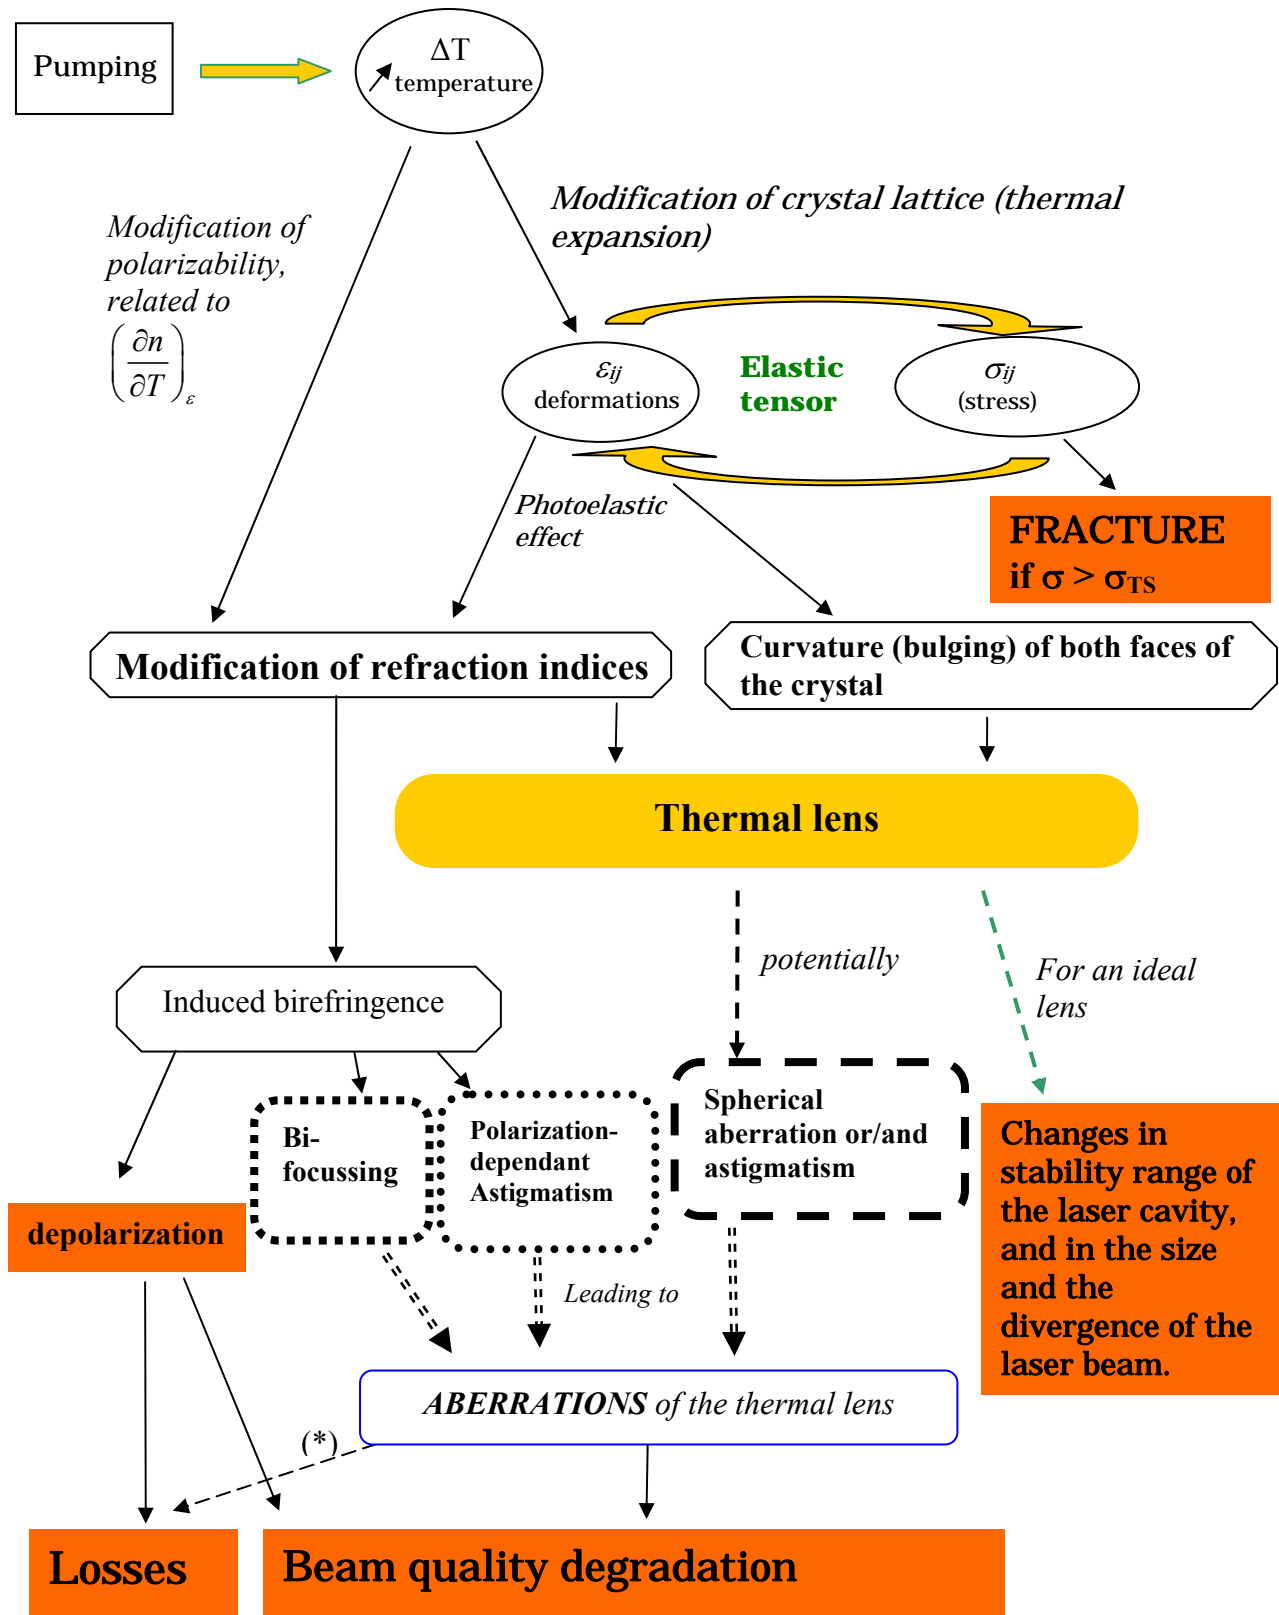 Pumping
ΔT
temperature
Modification of crystal lattice (thermal
expansion)
Modification of
polarizability,
related to
(∂n/∂T)ε
εij
deformations
Elastic
tensor
σij
(stress)
Photoelastic
effect
FRACTURE
if σ > σTS
Modification of refraction indices
Curvature (bulging) of both faces of
the crystal
Thermal lens
potentially
For an ideal
lens
Induced birefringence
Bi-
focussing
Polarization-
dependant
Astigmatism
Spherical
aberration or/and
astigmatism
Changes in
stability range of
the laser cavity,
and in the size
and the
divergence of the
laser beam.
depolarization
Leading to
ABERRATIONS of the thermal lens
(*)
Losses
Beam quality degradation